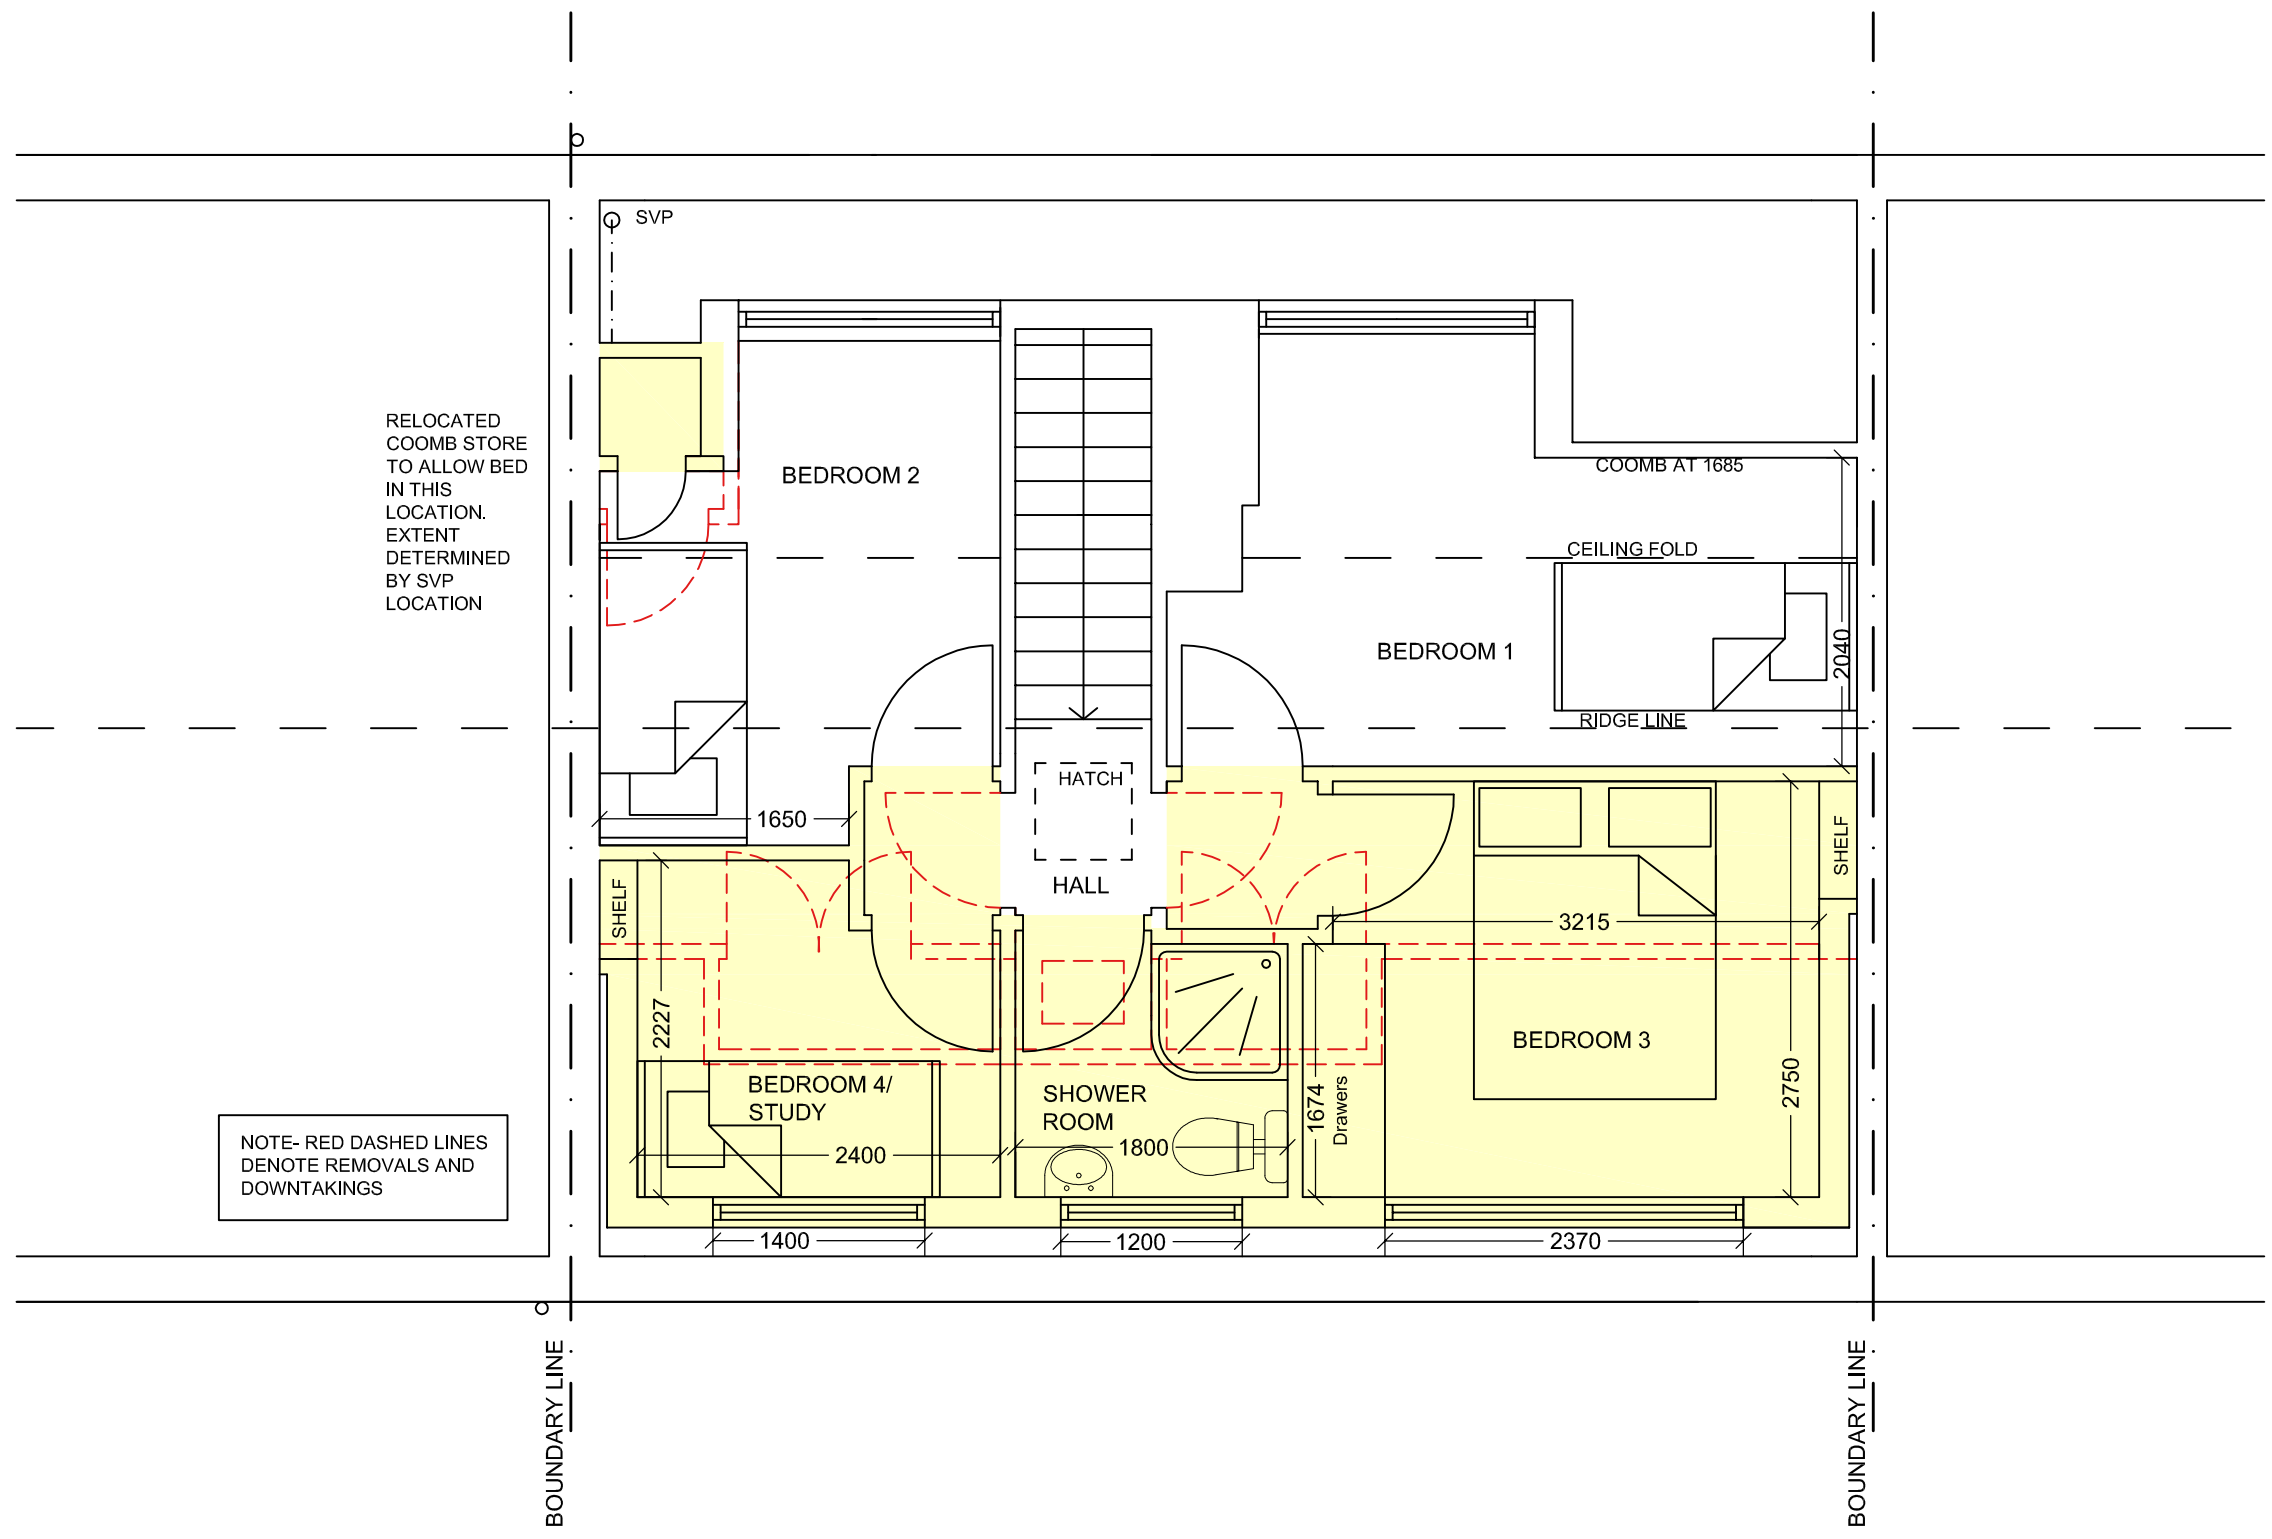 SVP
RELOCATED
COOMB STORE
TO ALLOW BED
IN THIS
LOCATION.
EXTENT
DETERMINED
BY SVP
LOCATION
BEDROOM 2
COOMB AT 1685
CEILING FOLD
BEDROOM 1
2040
RIDGE LINE
HATCH
1650
HALL
SHELF
SHELF
3215
2227
BEDROOM 3
BEDROOM 4/
STUDY
SHOWER
ROOM
1674
Drawers
2750
2400
1800
NOTE- RED DASHED LINES
DENOTE REMOVALS AND
DOWNTAKINGS
1400
1200
2370
BOUNDARY LINE
BOUNDARY LINE